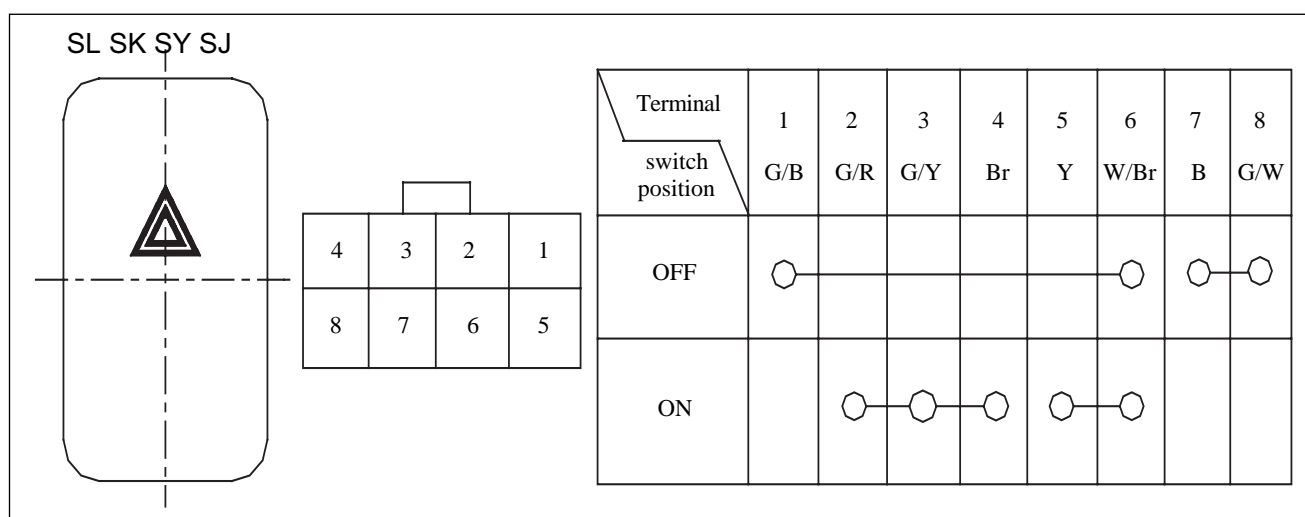 SL SK SY SJ
4 3 2 1
8 7 6 5
Terminal
switch
position
1 2 3 4 5 6 7 8
G/B G/R G/Y Br Y W/Br B G/W
OFF
ON